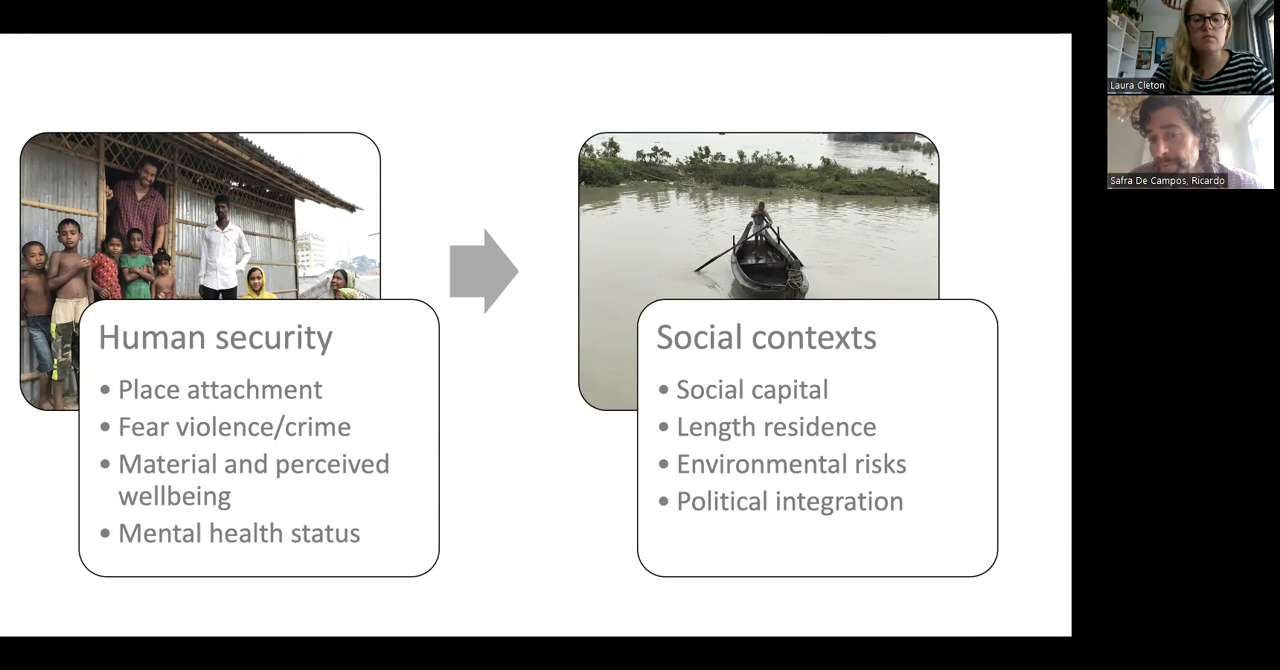 Human security
• Place attachment
• Fear violence/crime
• Material and perceived
wellbeing
• Mental health status
Social contexts
• Social capital
• Length residence
• Environmental risks
• Political integration
Laura Cleton
Safra De Campos, Ricardo